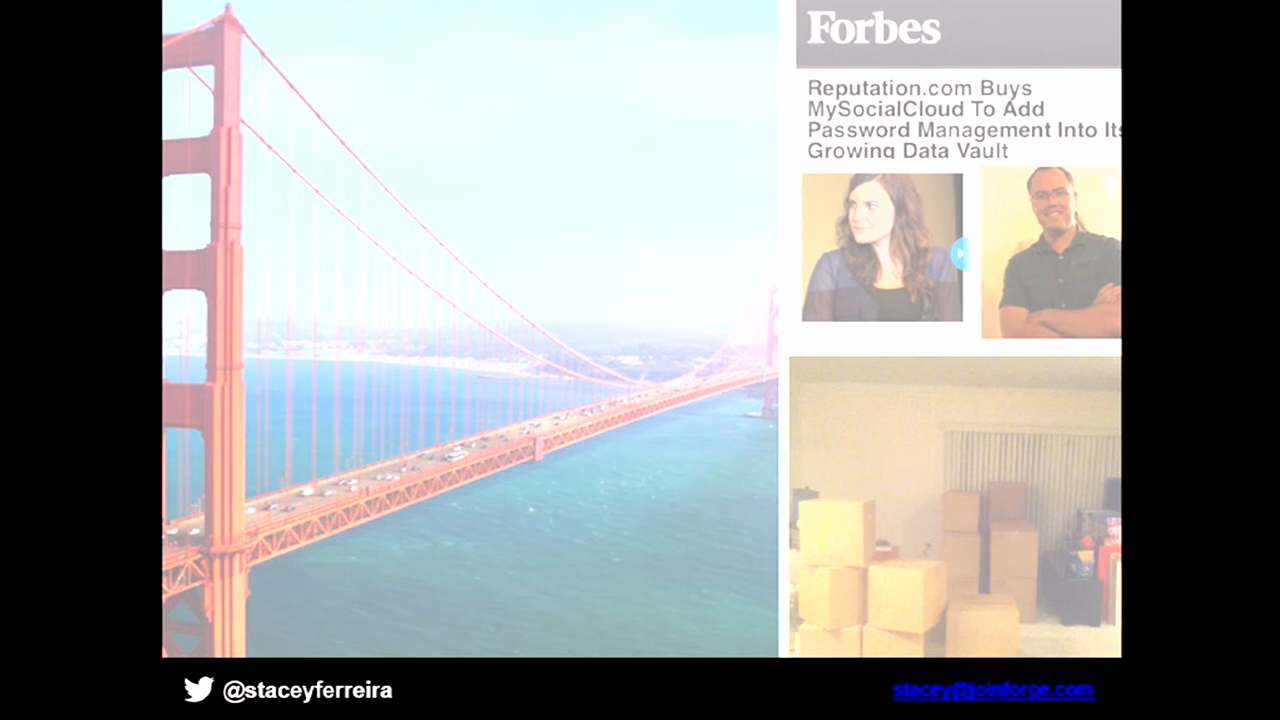 Forbes
Reputation.com Buys
MySocialCloud To Add
Password Management Into Its
Growing Data Vault
@staceyferreira
stacey@joinforge.com